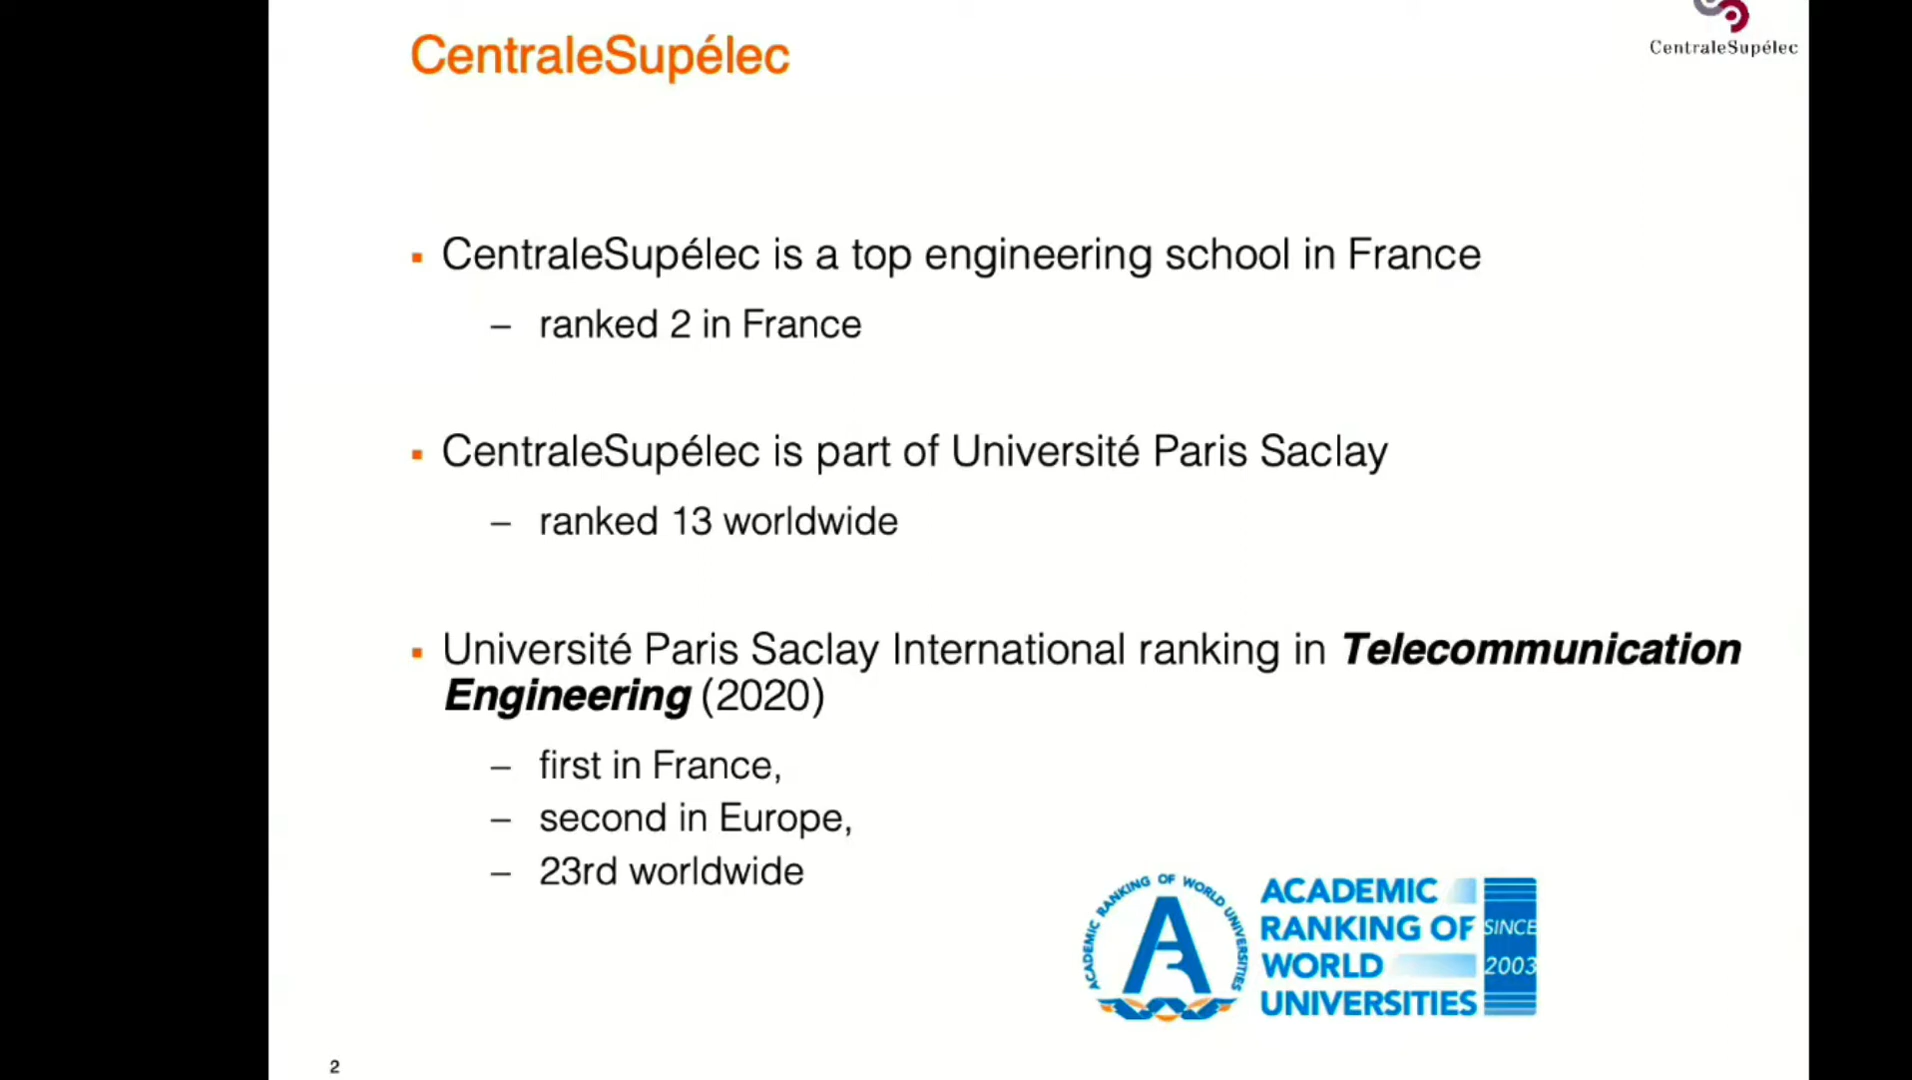 CentraleSupélec
CentraleSupélec
▪ CentraleSupélec is a top engineering school in France
– ranked 2 in France
▪ CentraleSupélec is part of Université Paris Saclay
– ranked 13 worldwide
▪ Université Paris Saclay International ranking in Telecommunication
Engineering (2020)
– first in France,
– second in Europe,
– 23rd worldwide
ACADEMIC RANKING OF WORLD UNIVERSITIES
ACADEMIC
RANKING OF
WORLD
UNIVERSITIES
SINCE
2003
2